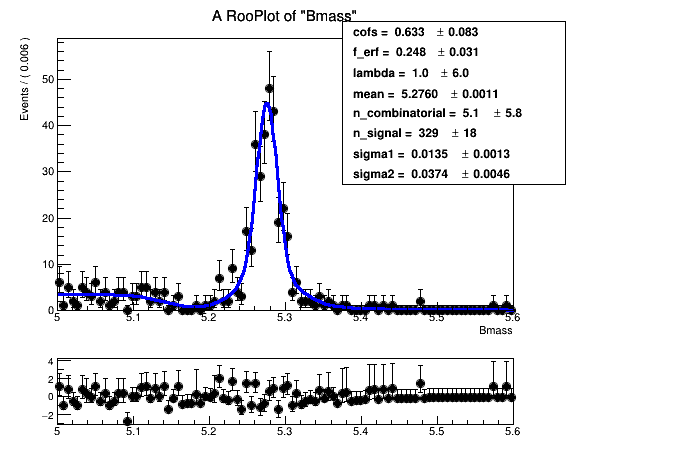 A RooPlot of "Bmass"
cofs = 0.633 ± 0.083
f_erf = 0.248 ± 0.031
lambda = 1.0 ± 6.0
mean = 5.2760 ± 0.0011
n_combinatorial = 5.1 ± 5.8
n_signal = 329 ± 18
sigma1 = 0.0135 ± 0.0013
sigma2 = 0.0374 ± 0.0046
Events / ( 0.006 )
50
40
30
20
10
0
5 5.1 5.2 5.3 5.4 5.5 5.6
Bmass
4
2
0
−2
5 5.1 5.2 5.3 5.4 5.5 5.6